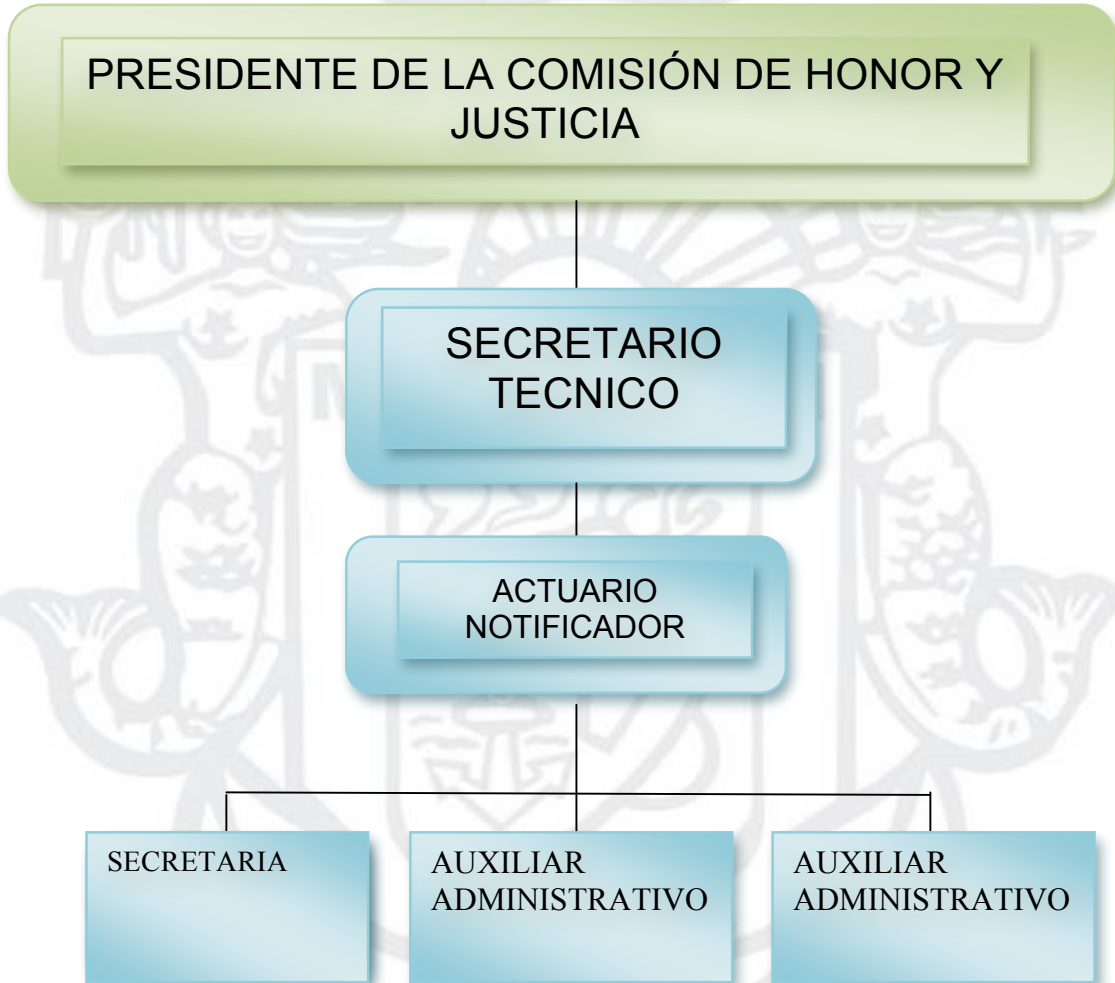 PRESIDENTE DE LA COMISIÓN DE HONOR Y
JUSTICIA
SECRETARIO
TECNICO
ACTUARIO
NOTIFICADOR
SECRETARIA
AUXILIAR
ADMINISTRATIVO
AUXILIAR
ADMINISTRATIVO